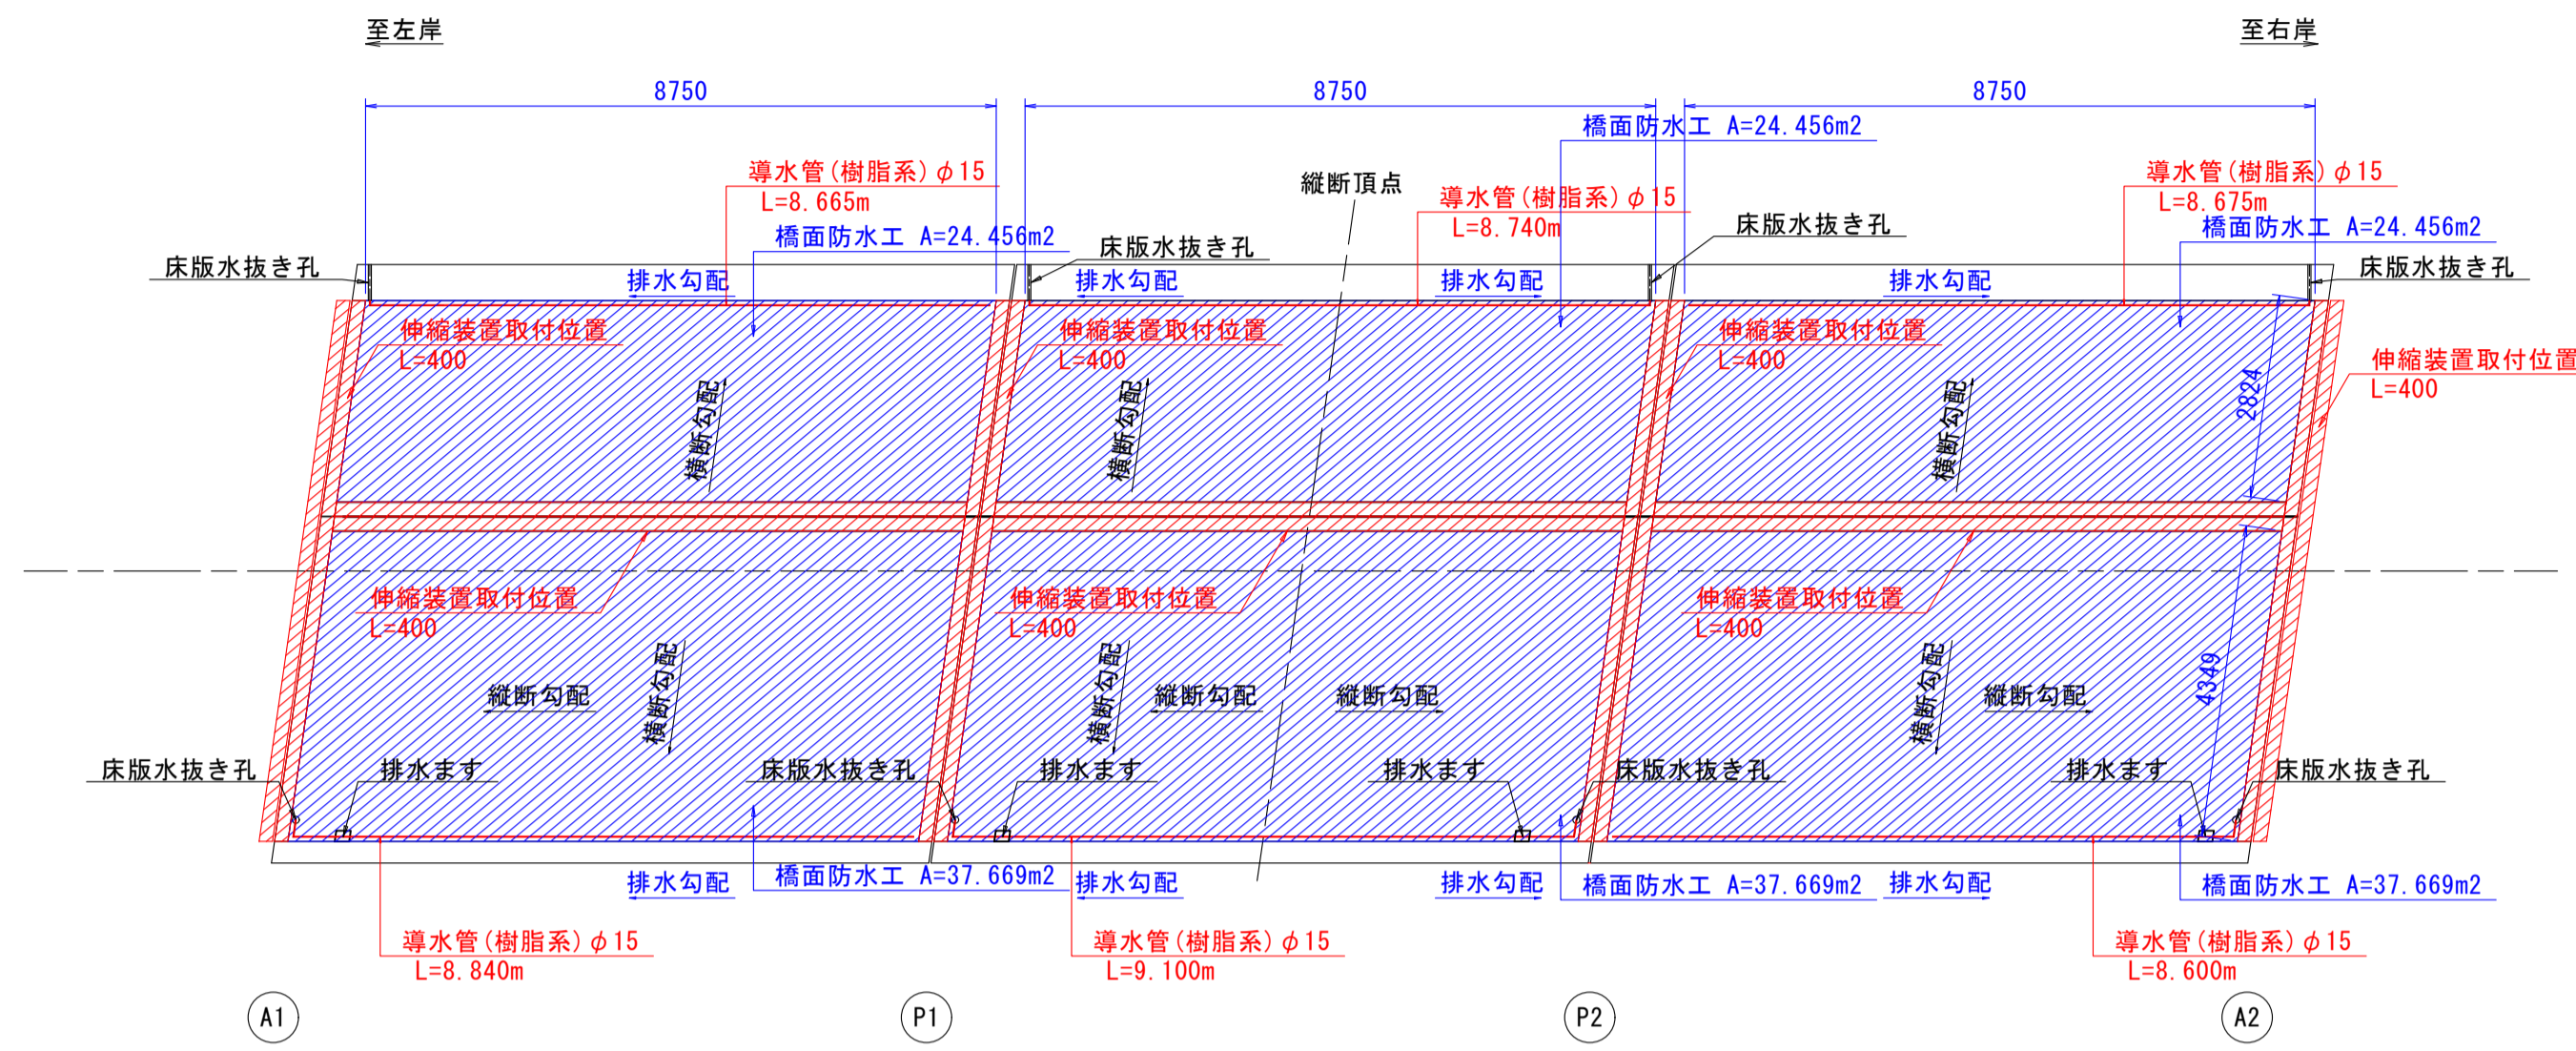 至左岸
至右岸
8750
8750
8750
橋面防水工 A=24.456m2
導水管(樹脂系)φ15
L=8.665m
縦断頂点
導水管(樹脂系)φ15
L=8.740m
導水管(樹脂系)φ15
L=8.675m
橋面防水工 A=24.456m2
床版水抜き孔
床版水抜き孔
橋面防水工 A=24.456m2
床版水抜き孔
床版水抜き孔
排水勾配
排水勾配
排水勾配
排水勾配
伸縮装置取付位置
L=400
伸縮装置取付位置
L=400
伸縮装置取付位置
L=400
伸縮装置取付位置
L=400
横断勾配
横断勾配
横断勾配
2824
伸縮装置取付位置
L=400
伸縮装置取付位置
L=400
伸縮装置取付位置
L=400
横断勾配
横断勾配
横断勾配
4349
縦断勾配
縦断勾配
縦断勾配
縦断勾配
床版水抜き孔
排水ます
床版水抜き孔
排水ます
排水ます
床版水抜き孔
排水ます
床版水抜き孔
排水勾配
橋面防水工 A=37.669m2
排水勾配
排水勾配
橋面防水工 A=37.669m2
排水勾配
橋面防水工 A=37.669m2
導水管(樹脂系)φ15
L=8.840m
導水管(樹脂系)φ15
L=9.100m
導水管(樹脂系)φ15
L=8.600m
A1
P1
P2
A2